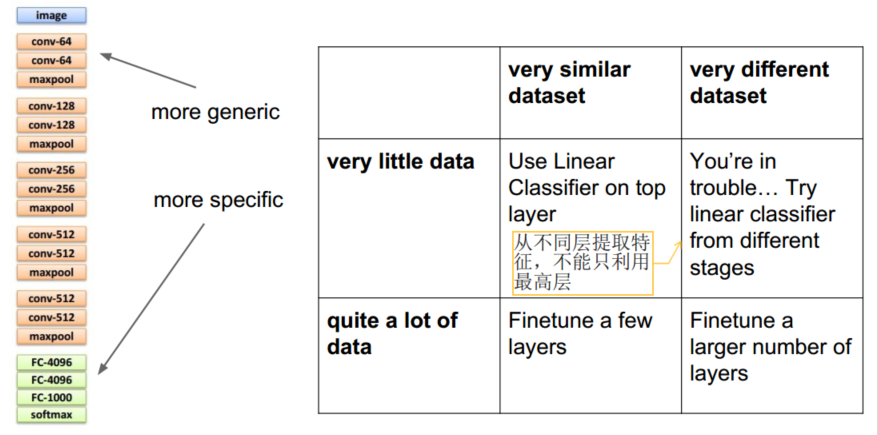 image
conv-64
conv-64
maxpool
conv-128
conv-128
maxpool
conv-256
conv-256
maxpool
conv-512
conv-512
maxpool
conv-512
conv-512
maxpool
FC-4096
FC-4096
FC-1000
softmax
more generic
more specific
very similar
dataset
very different
dataset
very little data
Use Linear
Classifier on top
layer
从不同层提取特
征，不能只利用
最高层
You’re in
trouble… Try
linear classifier
from different
stages
quite a lot of
data
Finetune a few
layers
Finetune a
larger number of
layers